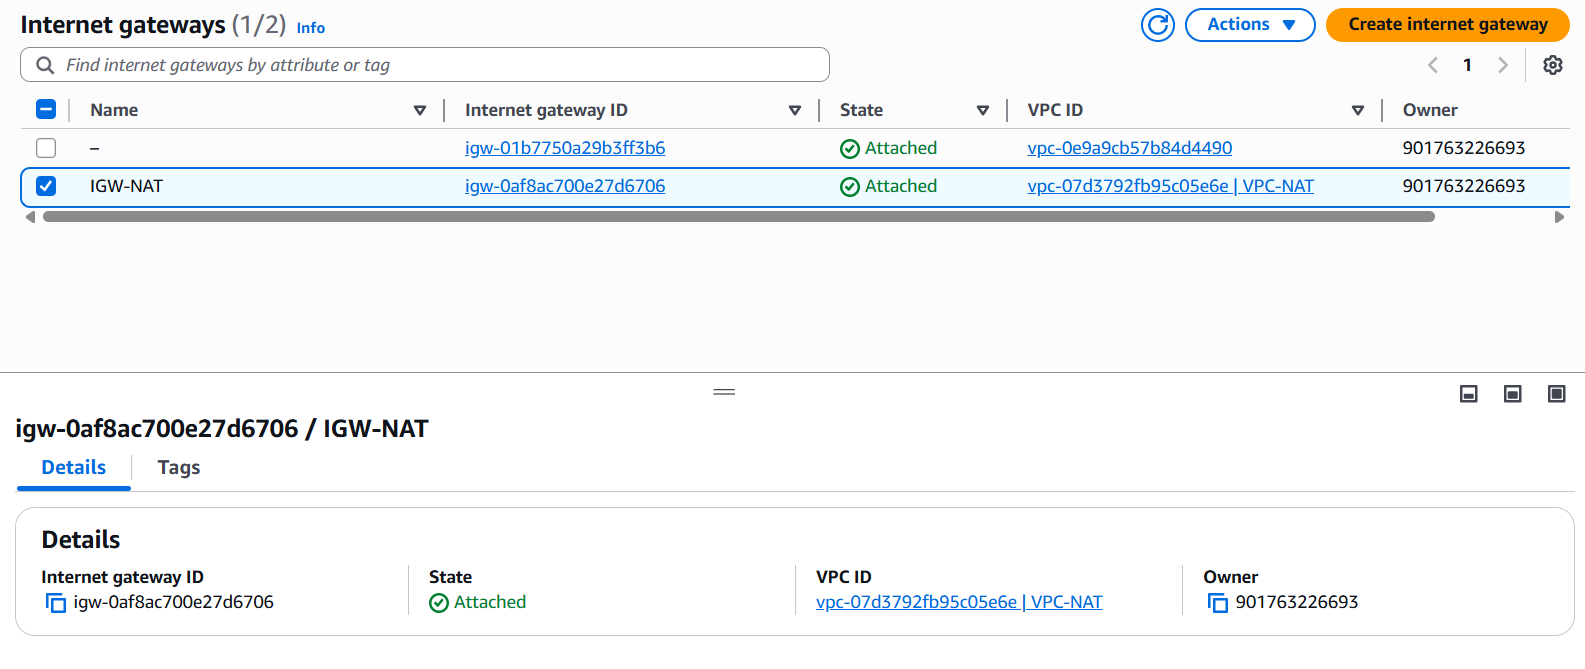 Internet gateways (1/2) Info
Actions
Create internet gateway
Find internet gateways by attribute or tag
1
Name Internet gateway ID State VPC ID Owner
– igw-01b7750a29b3ff3b6 Attached vpc-0e9a9cb57b84d4490 901763226693
IGW-NAT igw-0af8ac700e27d6706 Attached vpc-07d3792fb95c05e6e | VPC-NAT 901763226693
igw-0af8ac700e27d6706 / IGW-NAT
Details Tags
Details
Internet gateway ID State VPC ID Owner
igw-0af8ac700e27d6706 Attached vpc-07d3792fb95c05e6e | VPC-NAT 901763226693